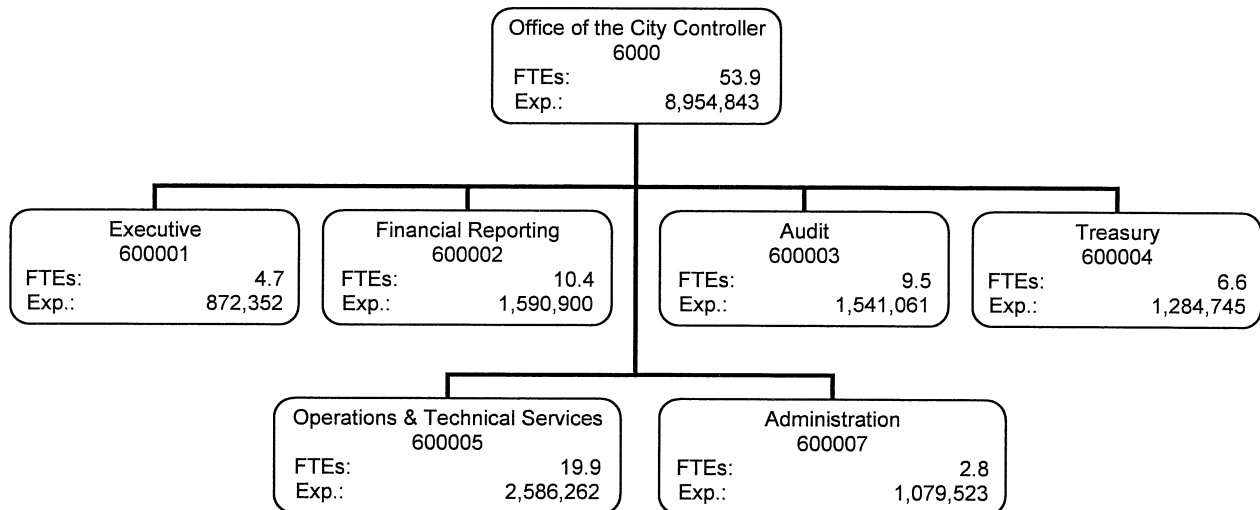 Office of the City Controller
6000
FTEs: 53.9
Exp.: 8,954,843
Executive
600001
FTEs: 4.7
Exp.: 872,352
Financial Reporting
600002
FTEs: 10.4
Exp.: 1,590,900
Audit
600003
FTEs: 9.5
Exp.: 1,541,061
Treasury
600004
FTEs: 6.6
Exp.: 1,284,745
Operations & Technical Services
600005
FTEs: 19.9
Exp.: 2,586,262
Administration
600007
FTEs: 2.8
Exp.: 1,079,523